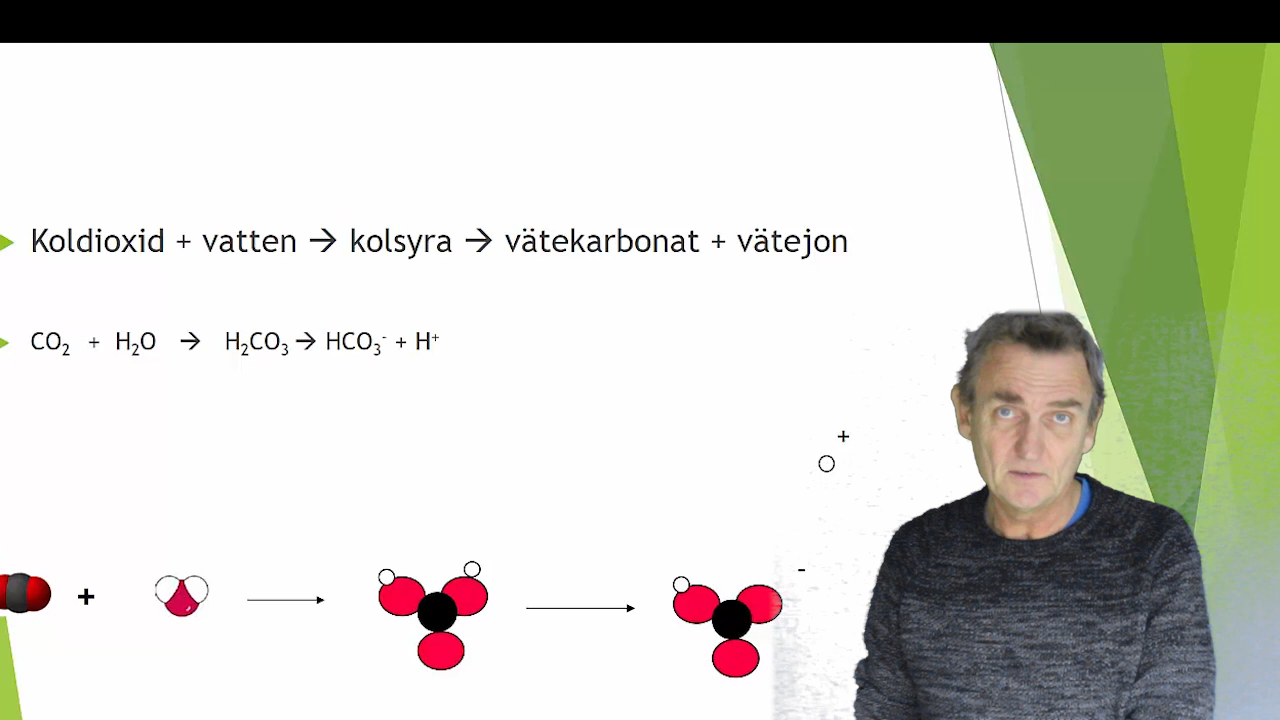 Koldioxid + vatten → kolsyra → vätekarbonat + vätejon
CO₂ + H₂O → H₂CO₃ → HCO₃⁻ + H⁺
+
-
+